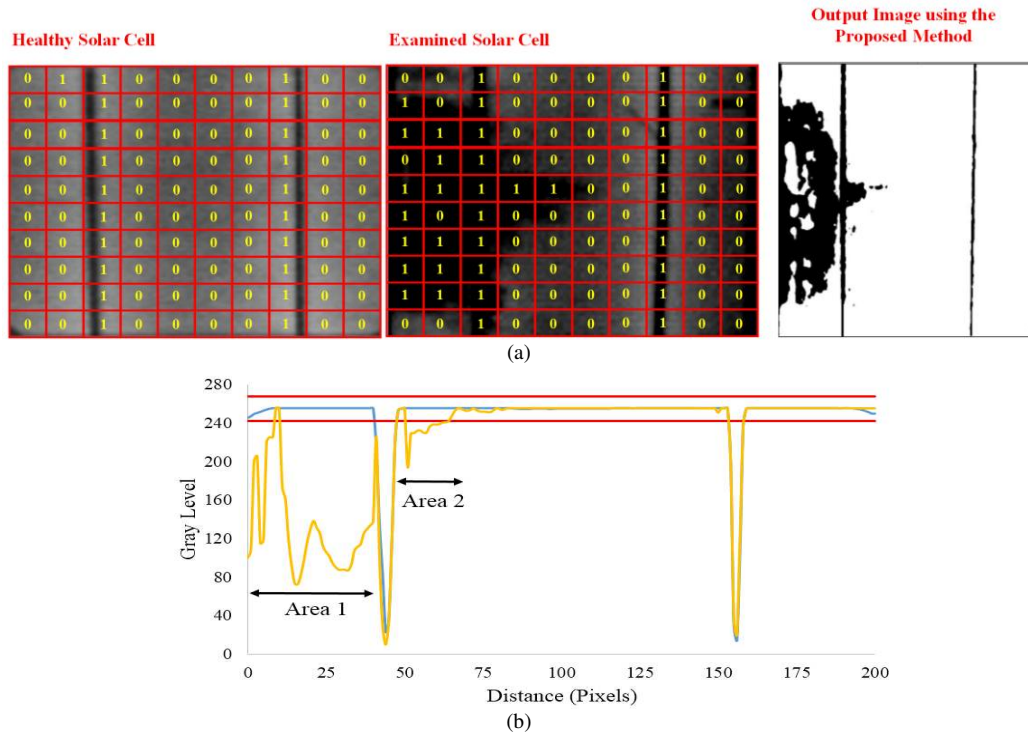 Healthy Solar Cell
Examined Solar Cell
Output Image using the
Proposed Method
0 1 1 0 0 0 0 1 0 0
0 0 1 0 0 0 0 1 0 0
0 0 1 0 0 0 0 1 0 0
0 0 1 0 0 0 0 1 0 0
0 0 1 0 0 0 0 1 0 0
0 0 1 0 0 0 0 1 0 0
0 0 1 0 0 0 0 1 0 0
0 0 1 0 0 0 0 1 0 0
0 0 1 0 0 0 0 1 0 0
0 0 1 0 0 0 0 1 0 0
0 0 1 0 0 0 0 1 0 0
1 0 1 0 0 0 0 1 0 0
1 1 1 0 0 0 0 1 0 0
0 1 1 0 0 0 0 1 0 0
1 1 1 1 1 0 0 1 0 0
1 0 1 0 0 0 0 1 0 0
1 1 1 0 0 0 0 1 0 0
1 1 1 0 0 0 0 1 0 0
1 1 1 0 0 0 0 1 0 0
0 0 1 0 0 0 0 1 0 0
(a)
280
240
200
160
120
80
40
0
Gray Level
Area 1
Area 2
0 25 50 75 100 125 150 175 200
Distance (Pixels)
(b)